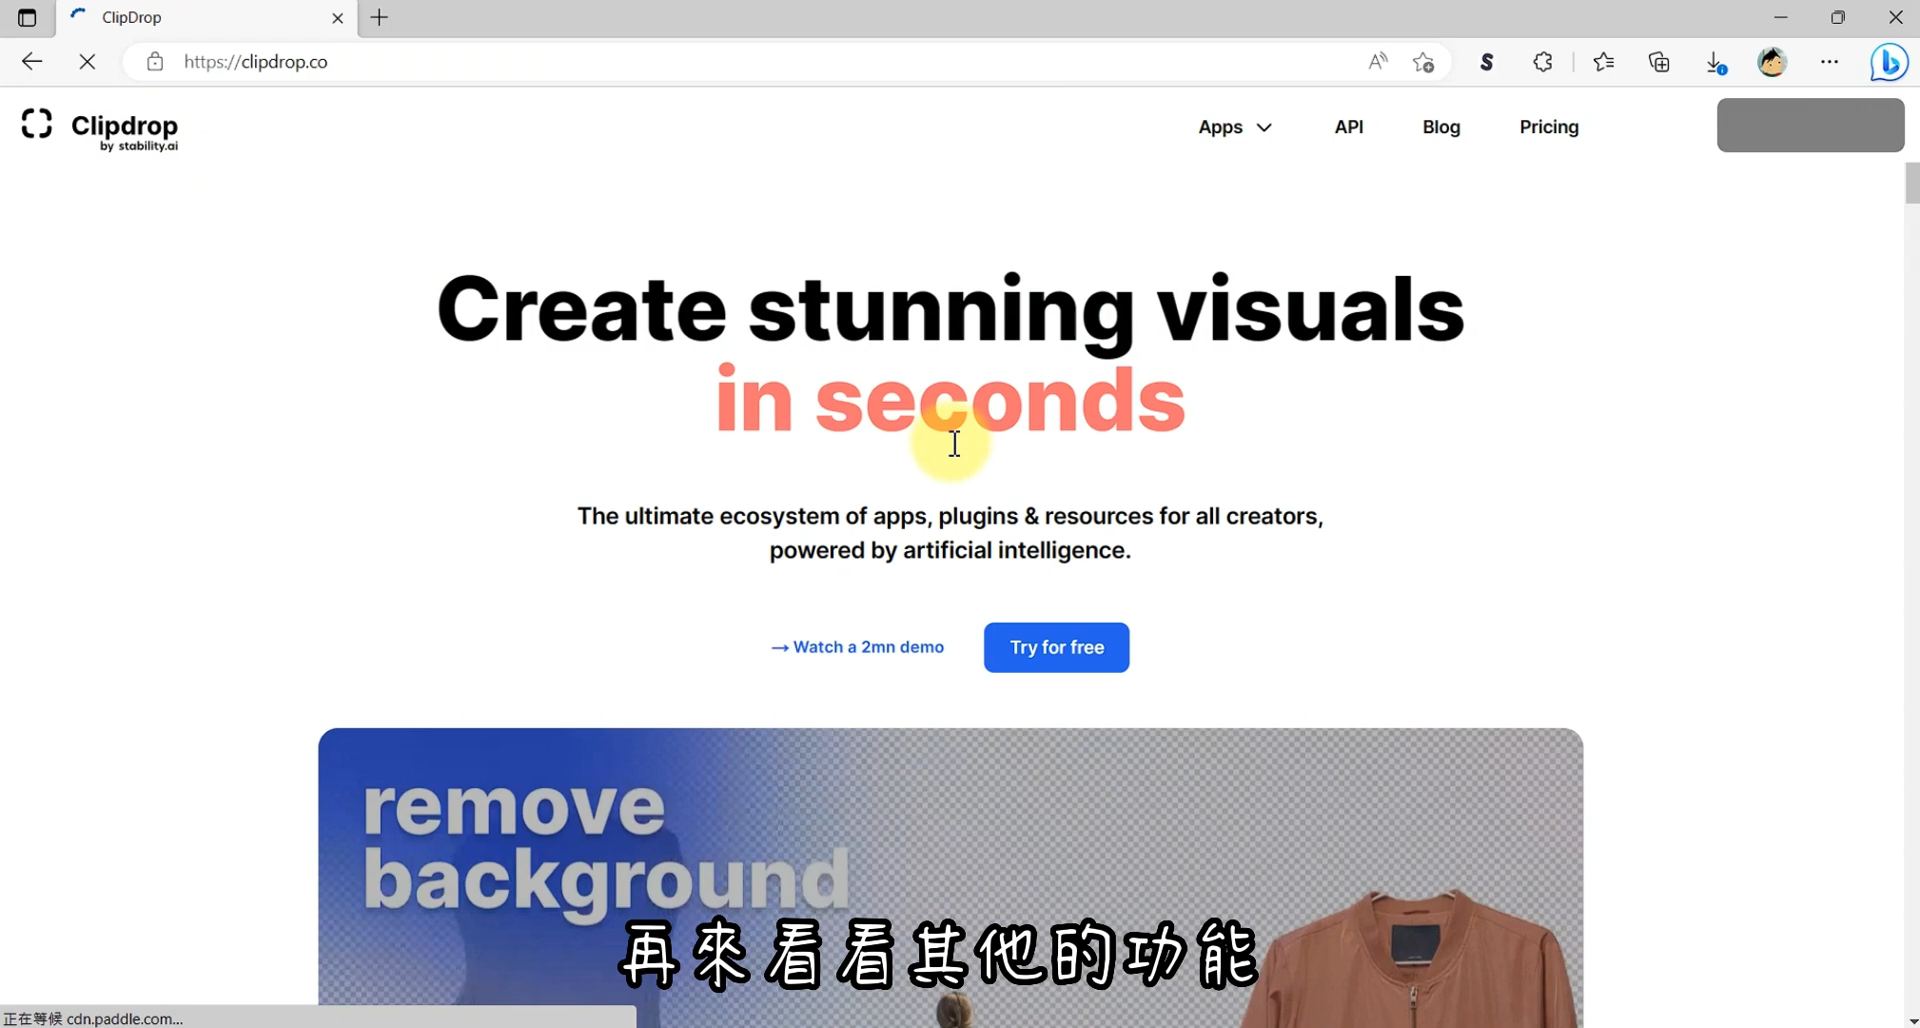 ClipDrop
https://clipdrop.co
Clipdrop
by stability.ai
Apps
API
Blog
Pricing
Create stunning visuals
in seconds
The ultimate ecosystem of apps, plugins & resources for all creators,
powered by artificial intelligence.
→ Watch a 2mn demo
Try for free
remove
background
再來看看其他的功能
正在等候 cdn.paddle.com...